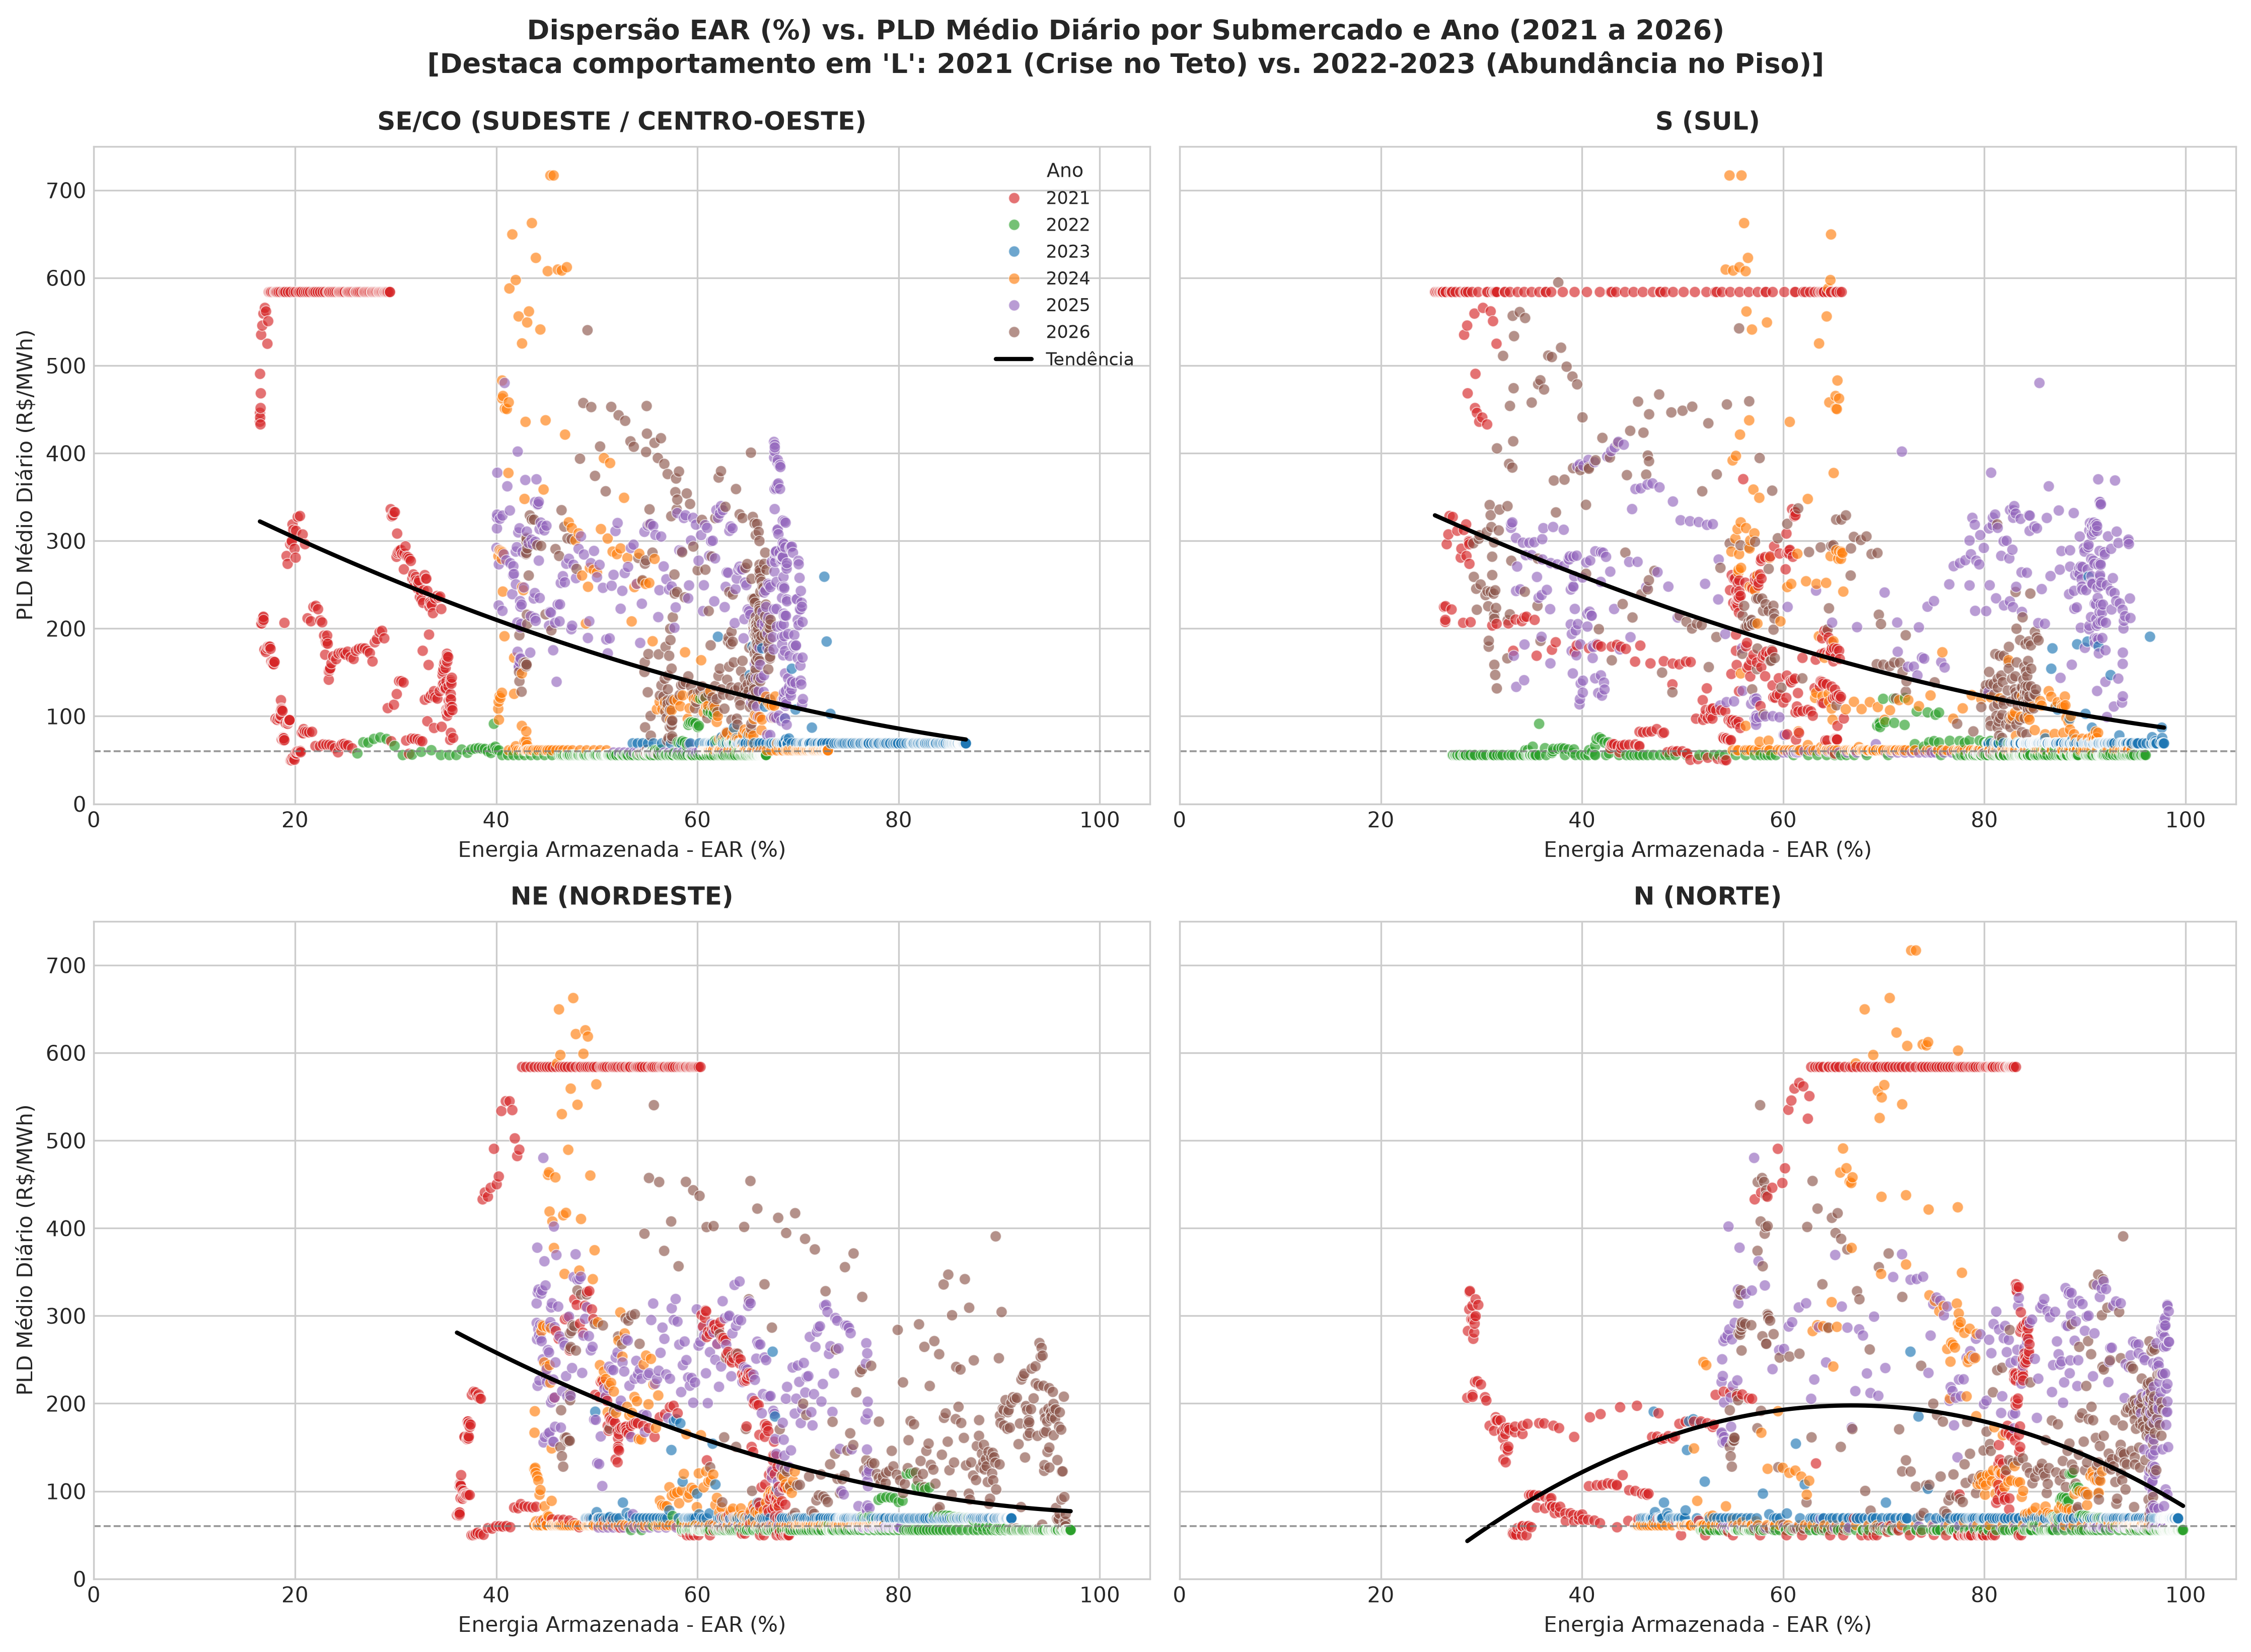 Dispersão EAR (%) vs. PLD Médio Diário por Submercado e Ano (2021 a 2026)
[Destaca comportamento em 'L': 2021 (Crise no Teto) vs. 2022-2023 (Abundância no Piso)]
SE/CO (SUDESTE / CENTRO-OESTE)
PLD Médio Diário (R$/MWh)
700
600
500
400
300
200
100
0
0 20 40 60 80 100
Energia Armazenada - EAR (%)
Ano
2021
2022
2023
2024
2025
2026
Tendência
S (SUL)
0 20 40 60 80 100
Energia Armazenada - EAR (%)
NE (NORDESTE)
PLD Médio Diário (R$/MWh)
700
600
500
400
300
200
100
0
0 20 40 60 80 100
Energia Armazenada - EAR (%)
N (NORTE)
0 20 40 60 80 100
Energia Armazenada - EAR (%)